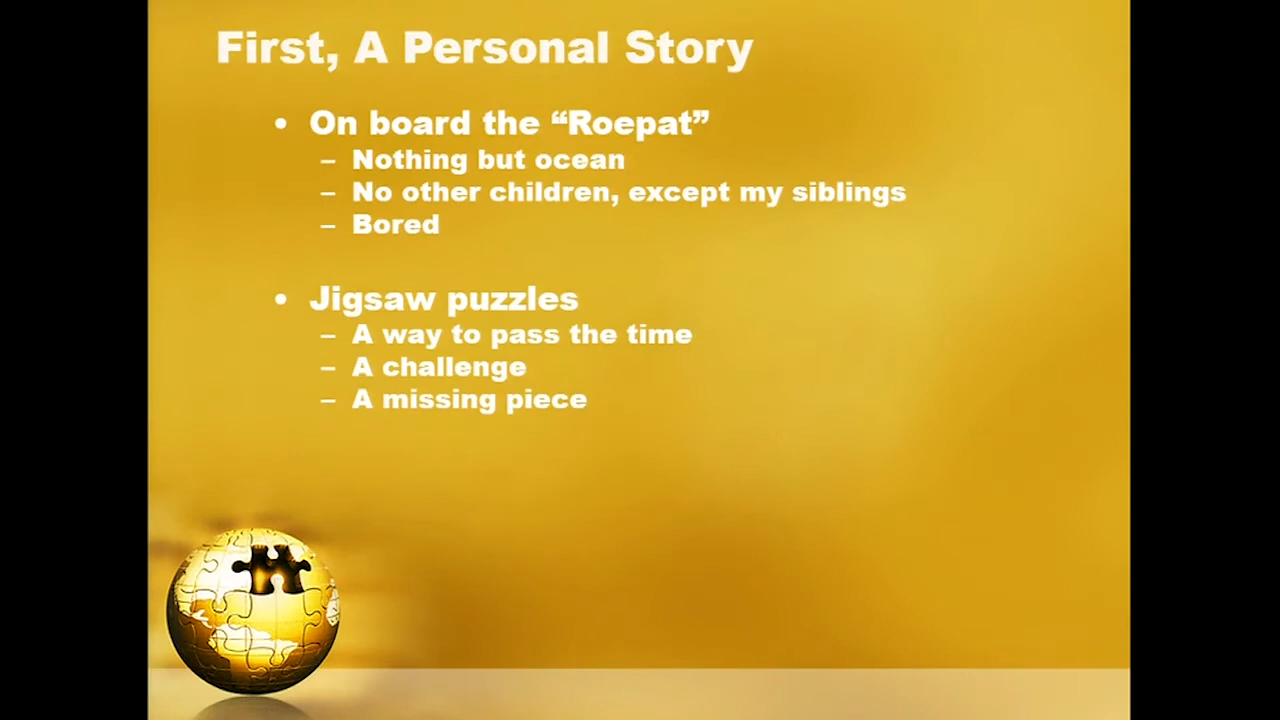 First, A Personal Story
• On board the “Roepat”
– Nothing but ocean
– No other children, except my siblings
– Bored
• Jigsaw puzzles
– A way to pass the time
– A challenge
– A missing piece